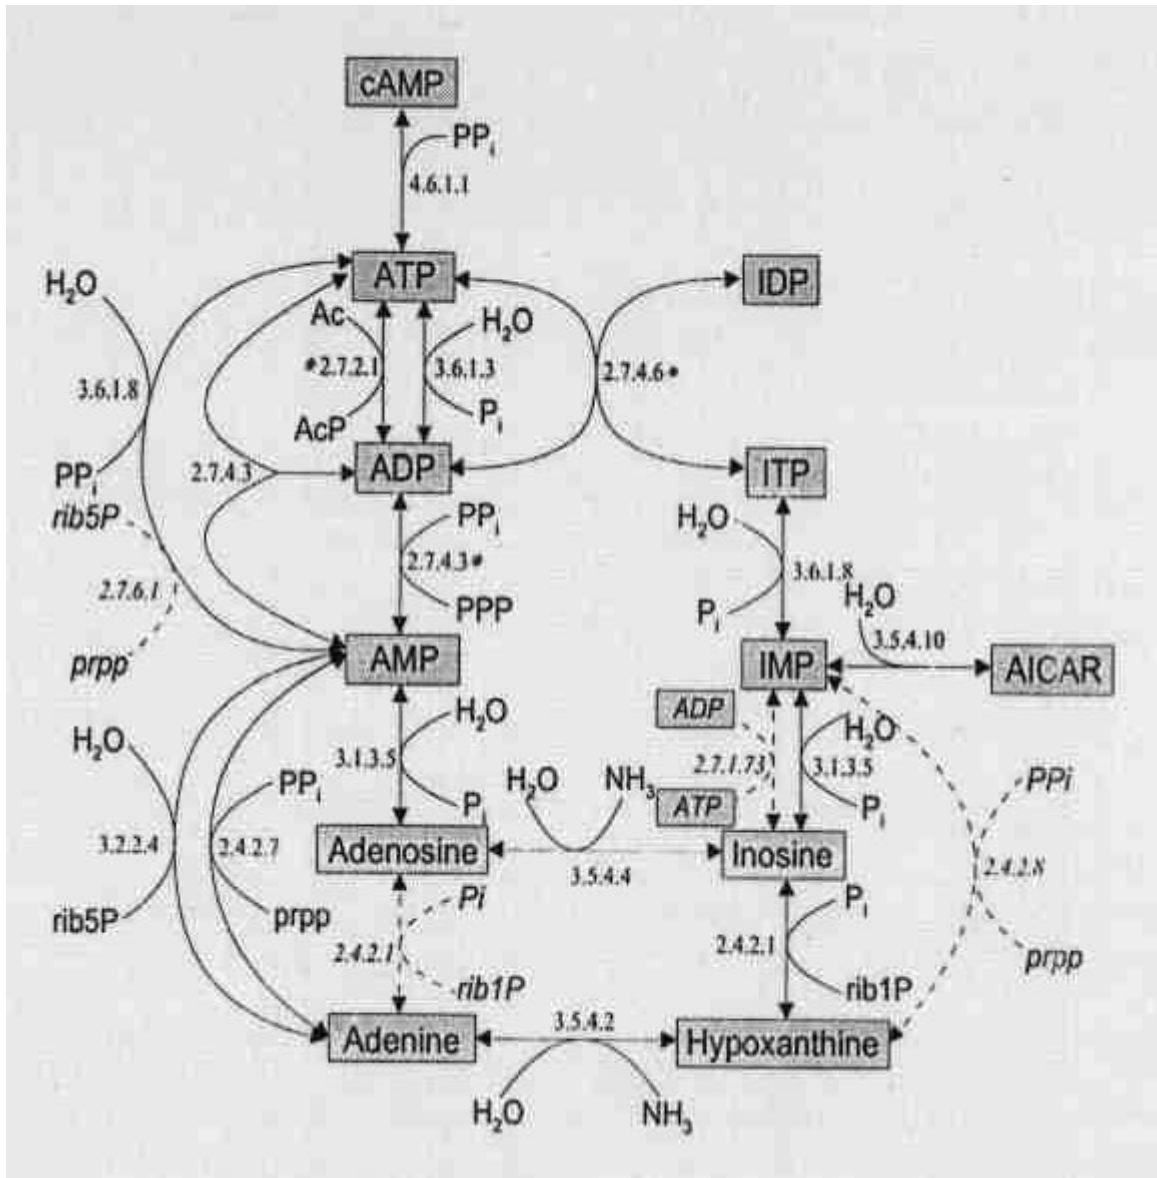 cAMP
PPi
4.6.1.1
H2O
ATP
IDP
Ac
H2O
*2.7.2.1
3.6.1.3
2.7.4.6*
3.6.1.8
AcP
Pi
PPi
2.7.4.3
ADP
ITP
rib5P
PPi
H2O
2.7.6.1
2.7.4.3*
3.6.1.8
H2O
PPP
Pi
3.5.4.10
prpp
AMP
IMP
AICAR
H2O
ADP
H2O
H2O
3.1.3.5
2.7.1.73
3.1.3.5
PPi
PPi
Pi
H2O
NH3
ATP
Pi
3.2.2.4
2.4.2.7
Adenosine
Inosine
2.4.2.8
3.5.4.4
rib5P
prpp
Pi
Pi
2.4.2.1
2.4.2.1
prpp
rib1P
rib1P
3.5.4.2
Adenine
Hypoxanthine
H2O
NH3